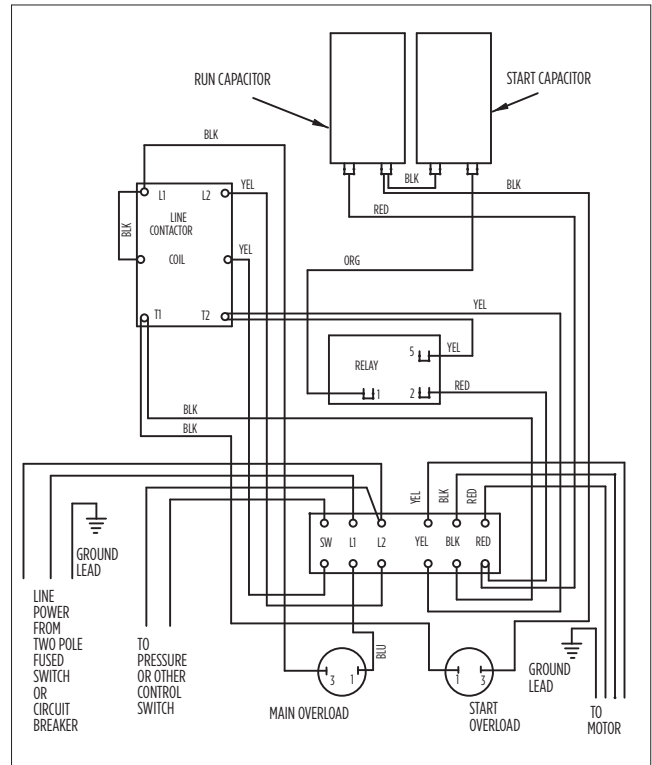 RUN CAPACITOR
START CAPACITOR
BLK
L1
L2
YEL
BLK
BLK
RED
LINE
CONTACTOR
BLK
COIL
YEL
ORG
T1
T2
YEL
5
YEL
RELAY
1
2
RED
BLK
BLK
YEL
BLK
RED
SW
L1
L2
YEL
BLK
RED
GROUND
LEAD
LINE
POWER
FROM
TWO POLE
FUSED
SWITCH
OR
CIRCUIT
BREAKER
TO
PRESSURE
OR OTHER
CONTROL
SWITCH
BLU
3
1
MAIN OVERLOAD
1
3
START
OVERLOAD
GROUND
LEAD
TO
MOTOR